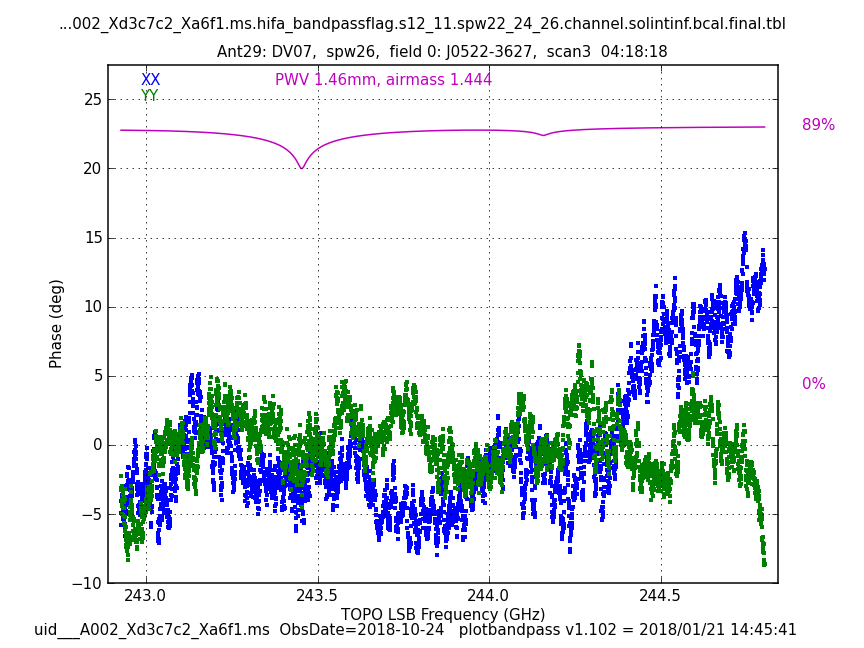 ...002_Xd3c7c2_Xa6f1.ms.hifa_bandpassflag.s12_11.spw22_24_26.channel.solintinf.bcal.final.tbl
Ant29: DV07, spw26, field 0: J0522-3627, scan3 04:18:18
XX
PWV 1.46mm, airmass 1.444
YY
25
89%
20
15
10
5
0%
0
−5
−10
Phase (deg)
243.0 243.5 244.0 244.5
TOPO LSB Frequency (GHz)
uid___A002_Xd3c7c2_Xa6f1.ms ObsDate=2018-10-24 plotbandpass v1.102 = 2018/01/21 14:45:41